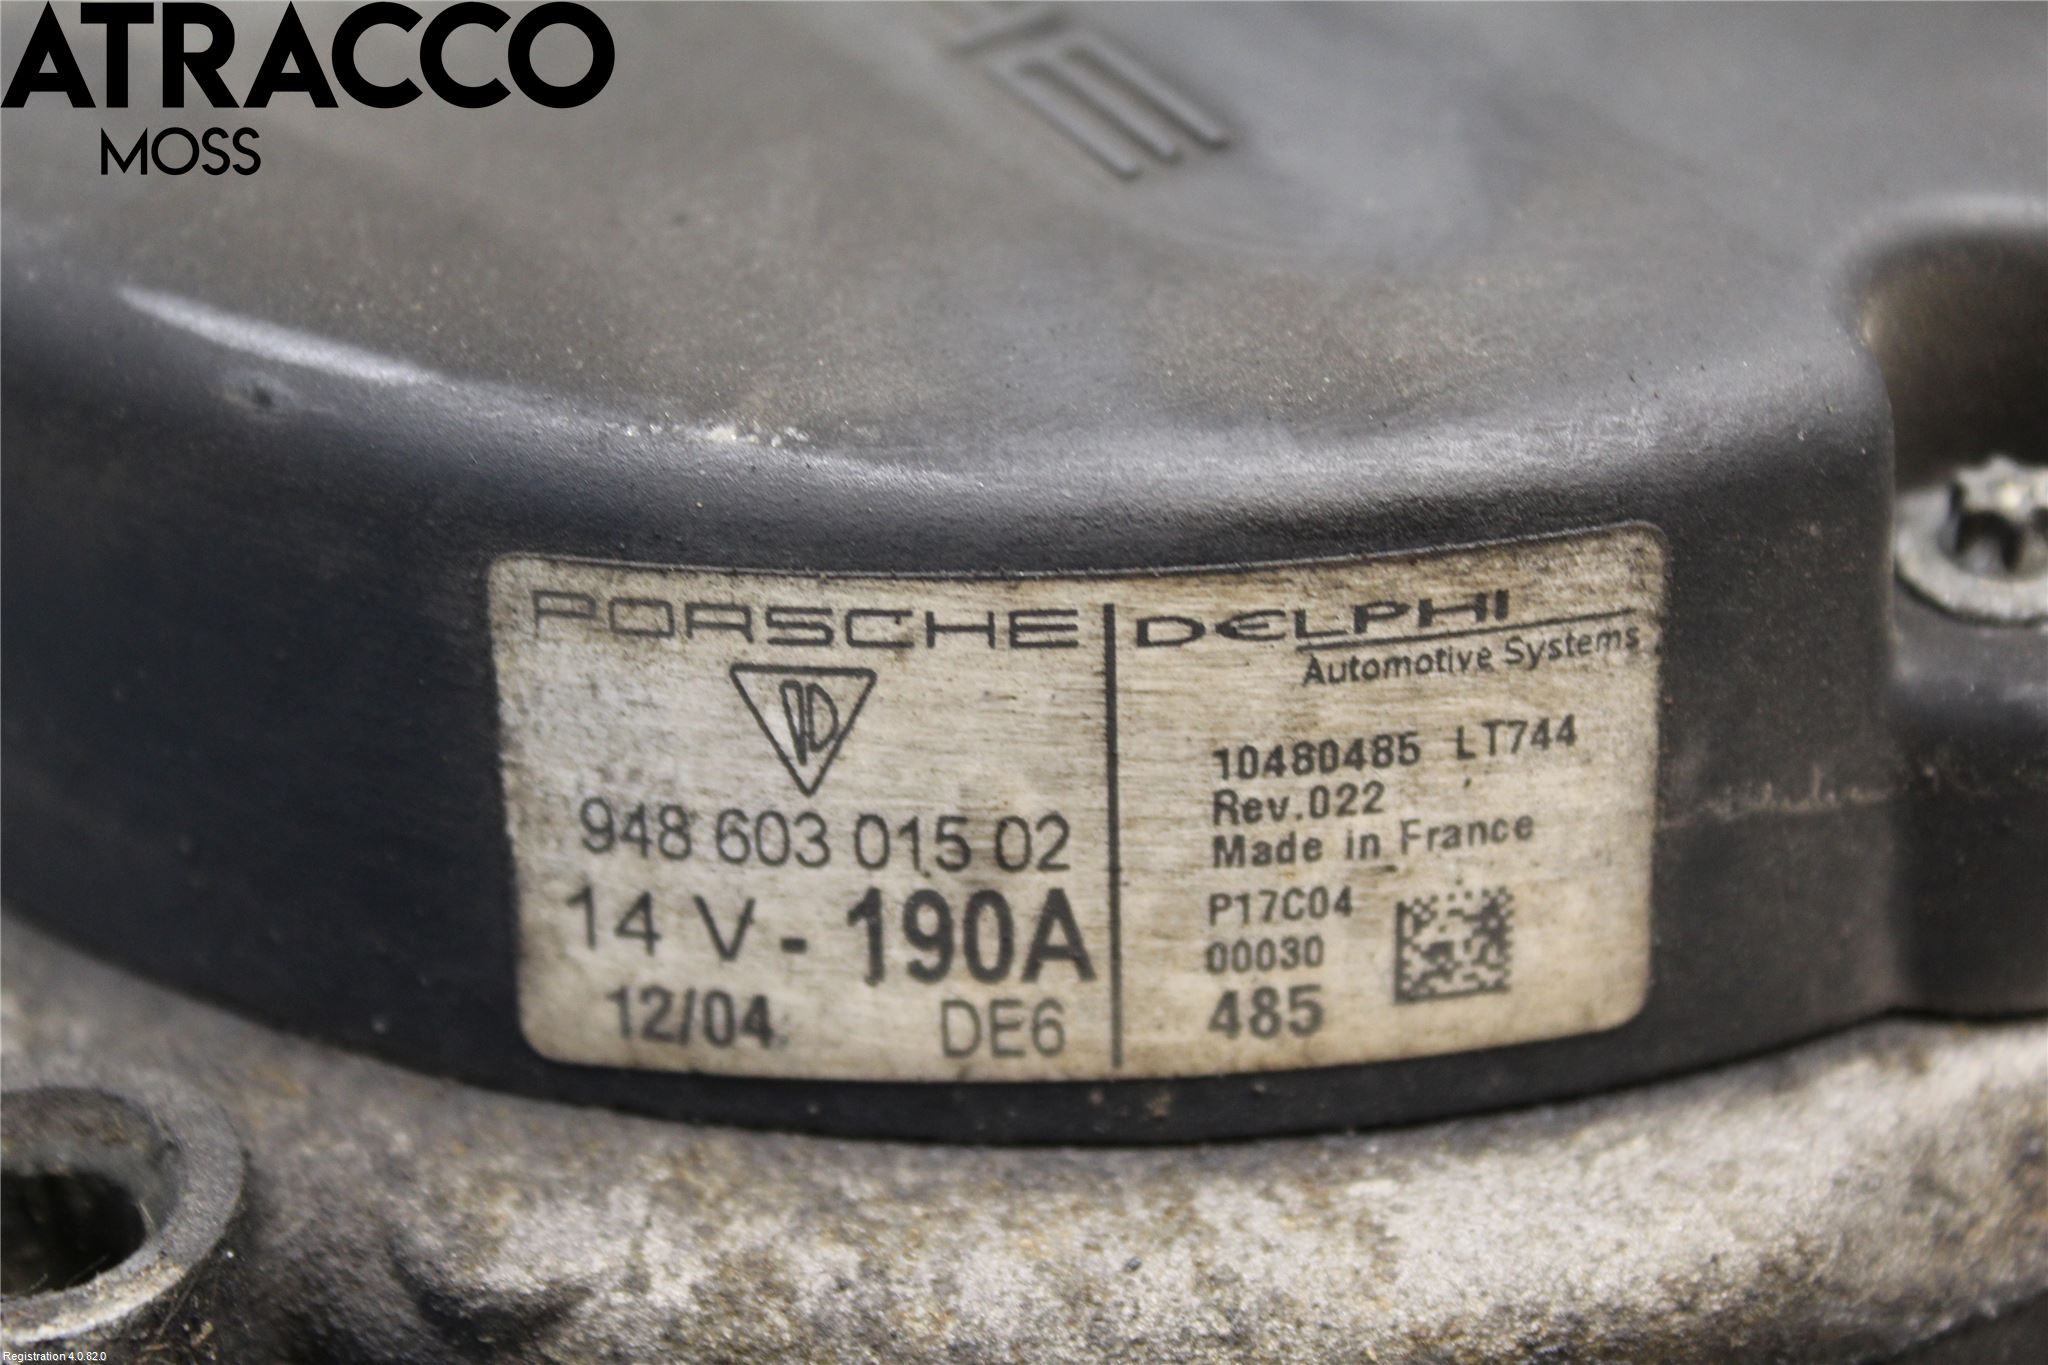 ATRACCO
MOSS
PORSCHE
948 603 015 02
14 V - 190A
12/04 DE6
DELPHI
Automotive Systems
10480485 LT744
Rev.022
Made in France
P17C04
00030
485
Registration 4.0.82.0